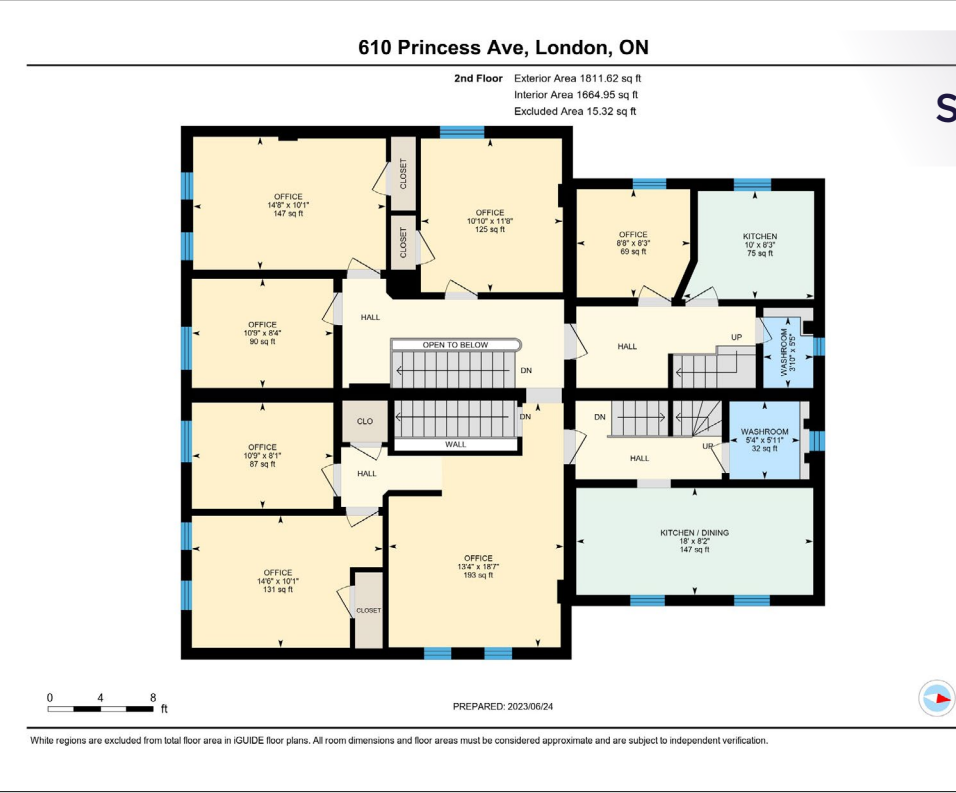 610 Princess Ave, London, ON
2nd Floor Exterior Area 1811.62 sq ft
Interior Area 1664.95 sq ft
Excluded Area 15.32 sq ft
S
OFFICE
14'8" x 10'1"
147 sq ft
CLOSET
CLOSET
OFFICE
10'10" x 11'8"
125 sq ft
OFFICE
8'8" x 8'3"
69 sq ft
KITCHEN
10' x 8'3"
75 sq ft
OFFICE
10'9" x 8'4"
90 sq ft
HALL
OPEN TO BELOW
DN
HALL
UP
WASHROOM
3'10" x 5'5"
OFFICE
10'9" x 8'1"
87 sq ft
CLO
DN
WALL
HALL
DN
HALL
UP
WASHROOM
5'4" x 5'11"
32 sq ft
OFFICE
14'6" x 10'1"
131 sq ft
CLOSET
OFFICE
13'4" x 18'7"
193 sq ft
KITCHEN / DINING
18' x 8'2"
147 sq ft
0 4 8
ft
PREPARED: 2023/06/24
White regions are excluded from total floor area in iGUIDE floor plans. All room dimensions and floor areas must be considered approximate and are subject to independent verification.